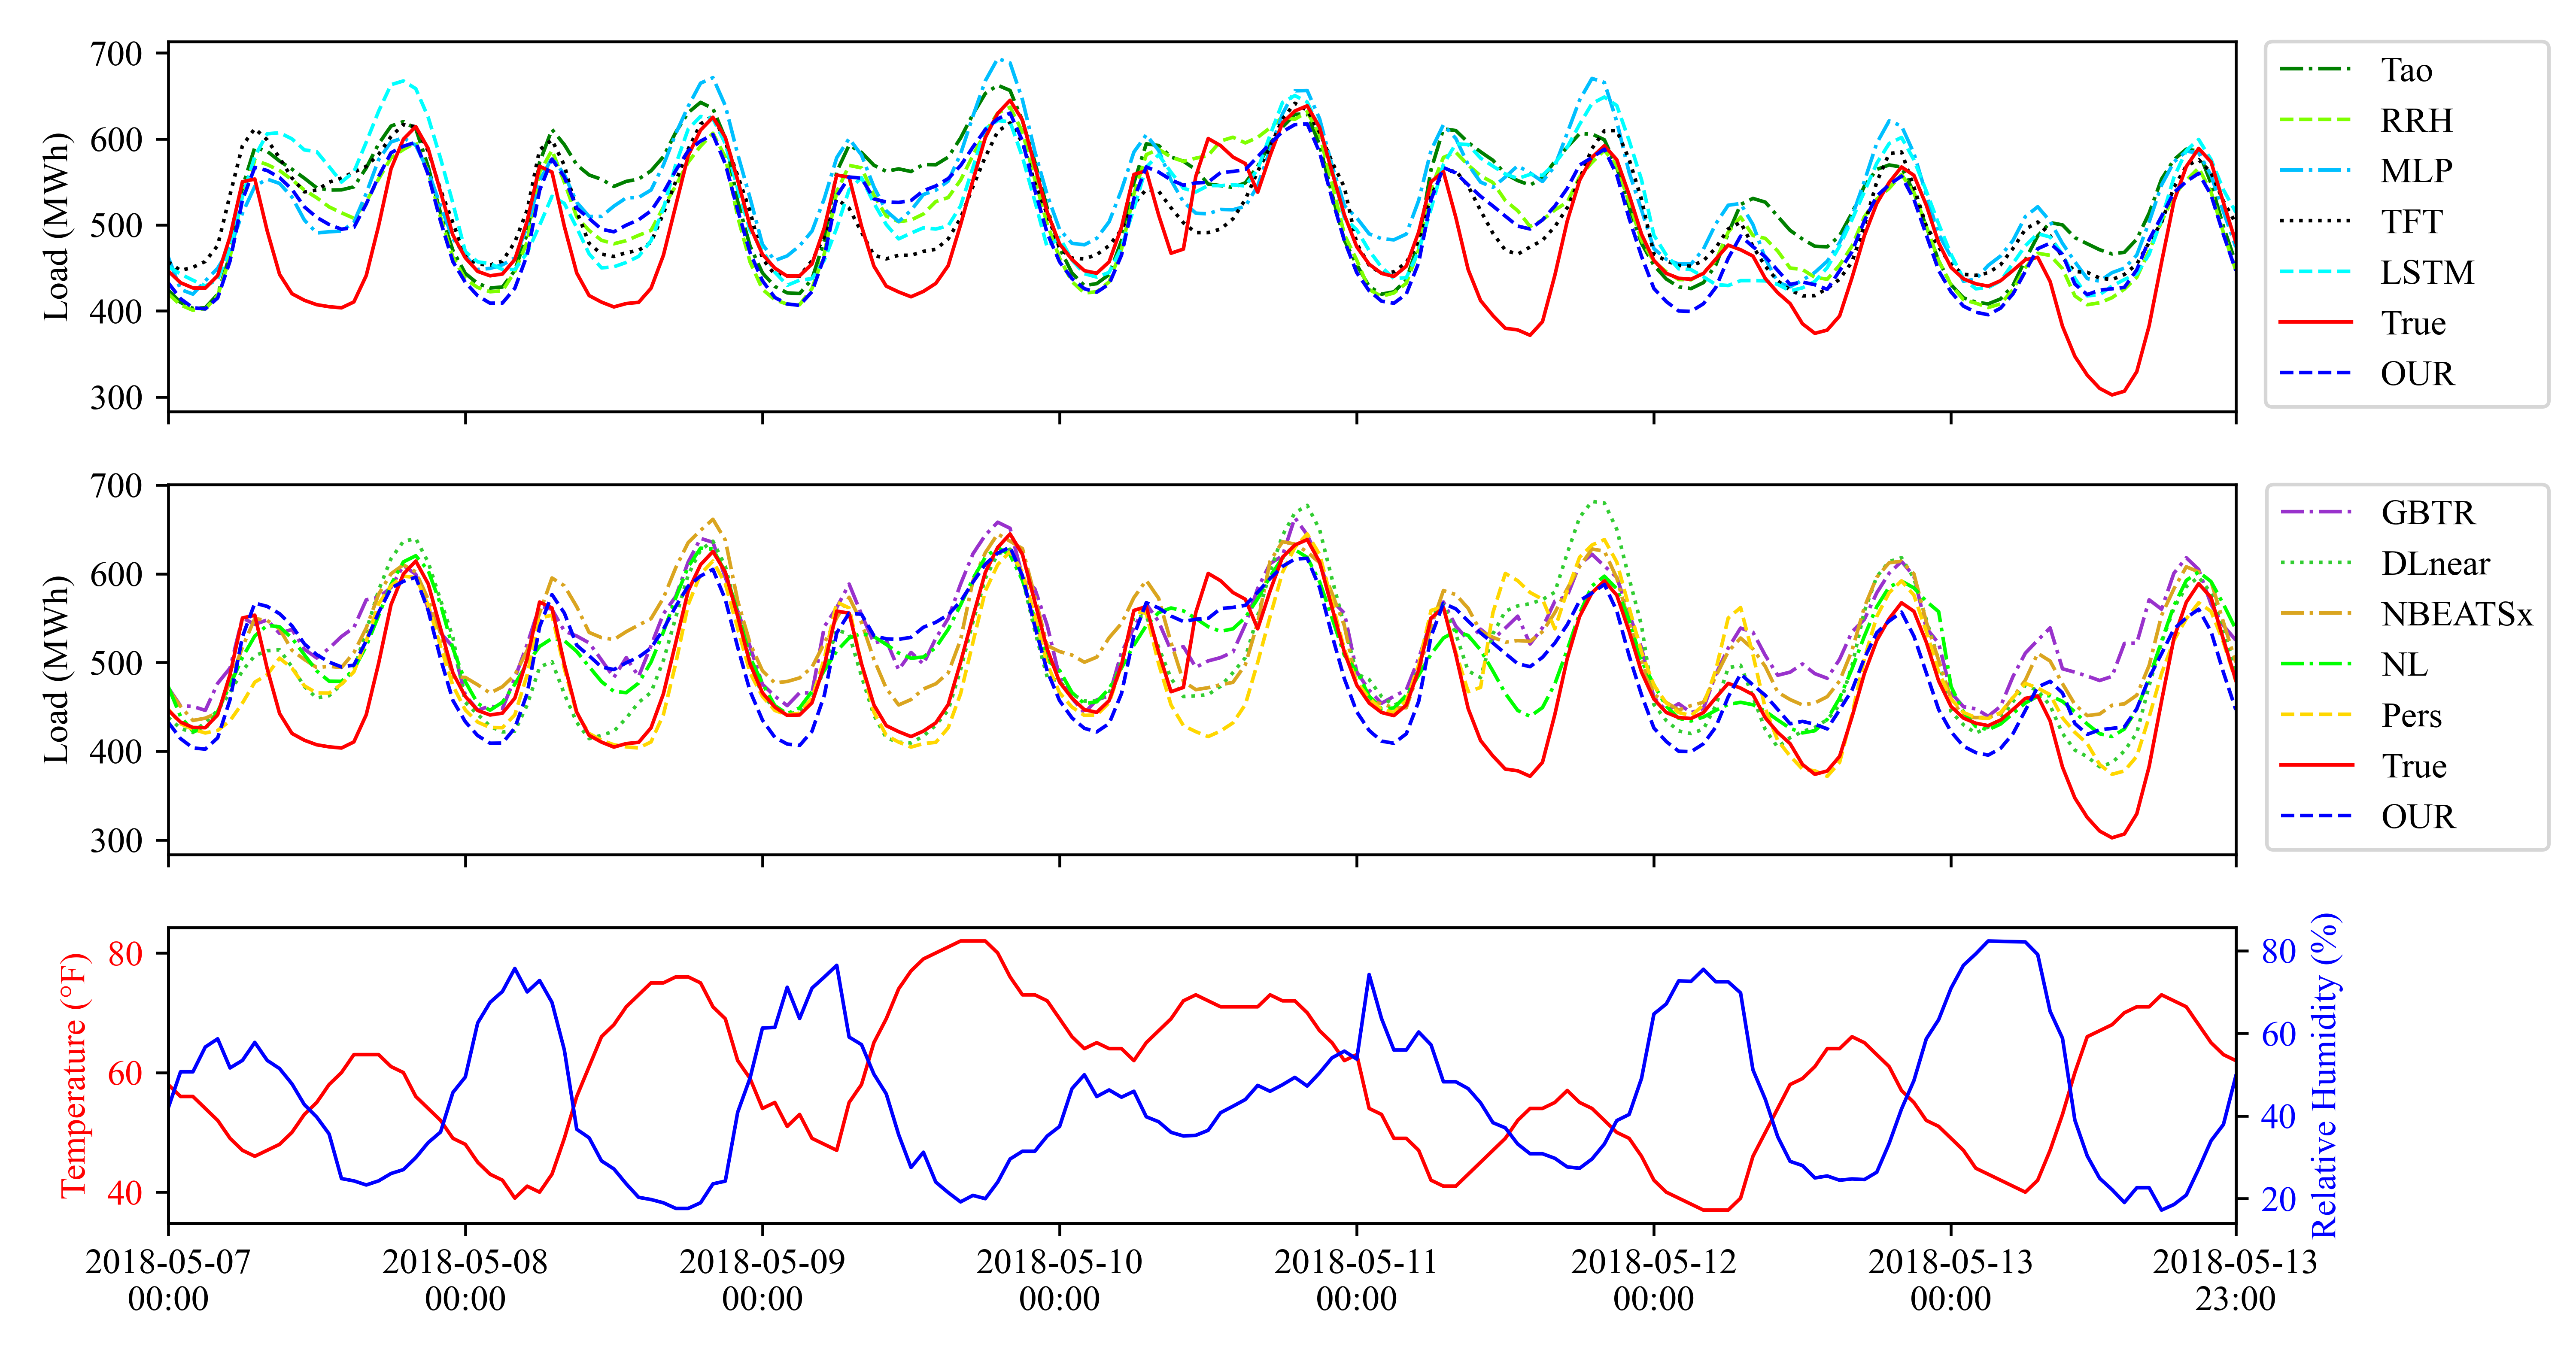 700
600
500
400
300
Load (MWh)
Tao
RRH
MLP
TFT
LSTM
True
OUR
700
600
500
400
300
Load (MWh)
GBTR
DLnear
NBEATSx
NL
Pers
True
OUR
80
60
40
Temperature (°F)
80
60
40
20
Relative Humidity (%)
2018-05-07 2018-05-08 2018-05-09 2018-05-10 2018-05-11 2018-05-12 2018-05-13 2018-05-13
00:00 00:00 00:00 00:00 00:00 00:00 00:00 23:00